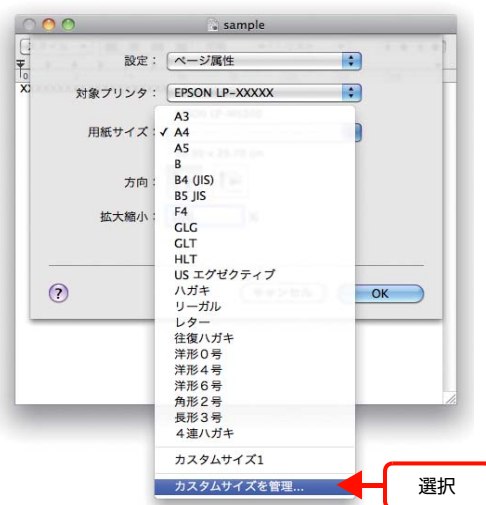 sample
設定： ページ属性
対象プリンタ： EPSON LP-XXXXX
用紙サイズ：
A3
✓ A4
A5
B
B4 (JIS)
B5 JIS
F4
GLG
GLT
HLT
US エグゼクティブ
ハガキ
リーガル
レター
往復ハガキ
洋形０号
洋形４号
洋形６号
角形２号
長形３号
４連ハガキ
カスタムサイズ1
カスタムサイズを管理...
方向：
拡大縮小：
?
キャンセル
OK
選択